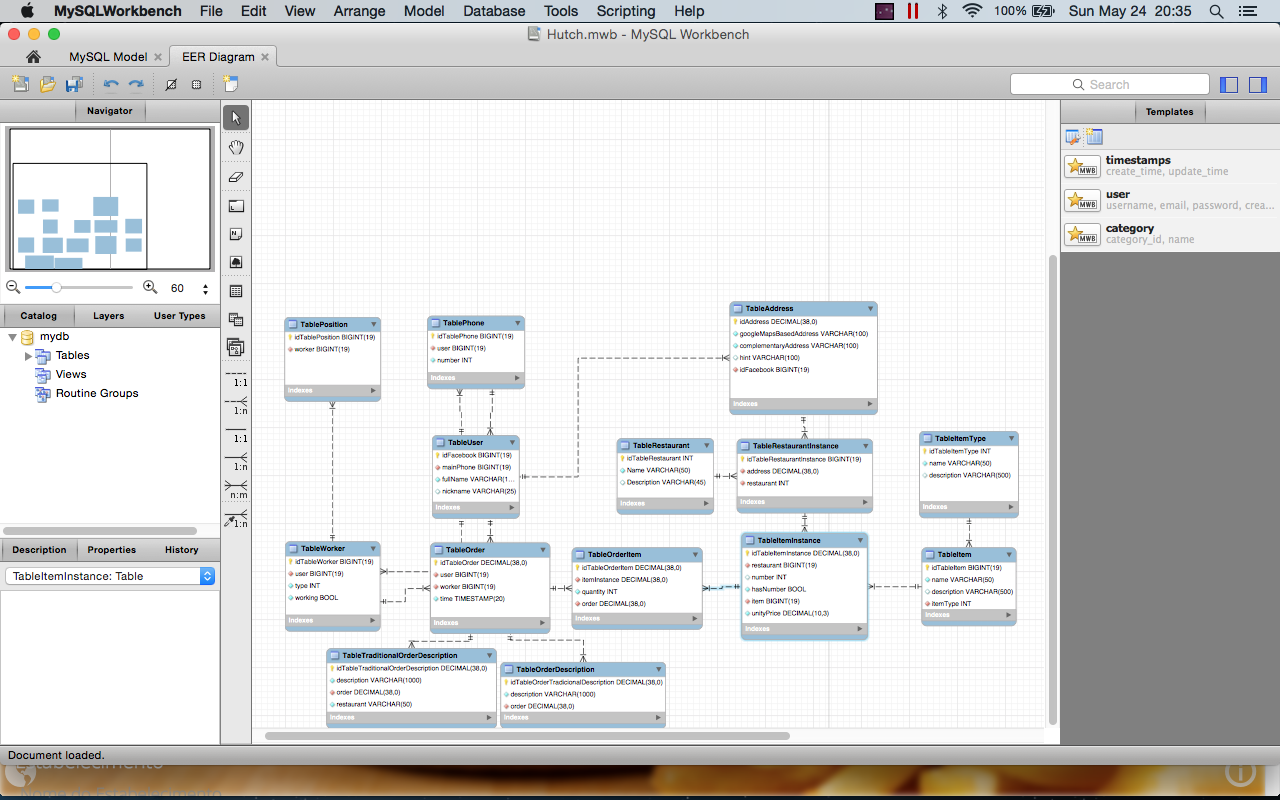 MySQLWorkbench File Edit View Arrange Model Database Tools Scripting Help 100% Sun May 24 20:35
Hutch.mwb - MySQL Workbench
MySQL Model EER Diagram
Search
Navigator
60
Catalog Layers User Types
mydb
Tables
Views
Routine Groups
Description Properties History
TableItemInstance: Table
1:1
1:n
1:1
1:n
n:m
1:n
TablePosition
idTablePosition BIGINT(19)
worker BIGINT(19)
Indexes
TablePhone
idTablePhone BIGINT(19)
user BIGINT(19)
number INT
Indexes
TableAddress
idAddress DECIMAL(38,0)
googleMapsBasedAddress VARCHAR(100)
complementaryAddress VARCHAR(100)
hint VARCHAR(100)
idFacebook BIGINT(19)
Indexes
TableUser
idFacebook BIGINT(19)
mainPhone BIGINT(19)
fullName VARCHAR(1...
nickname VARCHAR(25)
Indexes
TableRestaurant
idTableRestaurant INT
Name VARCHAR(50)
Description VARCHAR(45)
Indexes
TableRestaurantInstance
idTableRestaurantInstance BIGINT(19)
address DECIMAL(38,0)
restaurant INT
Indexes
TableItemType
idTableItemType INT
name VARCHAR(50)
description VARCHAR(500)
Indexes
TableWorker
idTableWorker BIGINT(19)
user BIGINT(19)
type INT
working BOOL
Indexes
TableOrder
idTableOrder DECIMAL(38,0)
user BIGINT(19)
worker BIGINT(19)
time TIMESTAMP(20)
Indexes
TableOrderItem
idTableOrderItem DECIMAL(38,0)
itemInstance DECIMAL(38,0)
quantity INT
order DECIMAL(38,0)
Indexes
TableItemInstance
idTableItemInstance DECIMAL(38,0)
restaurant BIGINT(19)
number INT
hasNumber BOOL
item BIGINT(19)
unityPrice DECIMAL(10,3)
Indexes
TableItem
idTableItem BIGINT(19)
name VARCHAR(50)
description VARCHAR(500)
itemType INT
Indexes
TableTraditionalOrderDescription
idTableTraditionalOrderDescription DECIMAL(38,0)
description VARCHAR(1000)
order DECIMAL(38,0)
restaurant VARCHAR(50)
Indexes
TableOrderDescription
idTableOrderTradicionalDescription DECIMAL(38,0)
description VARCHAR(1000)
order DECIMAL(38,0)
Indexes
Templates
timestamps
create_time, update_time
user
username, email, password, crea...
category
category_id, name
Document loaded.